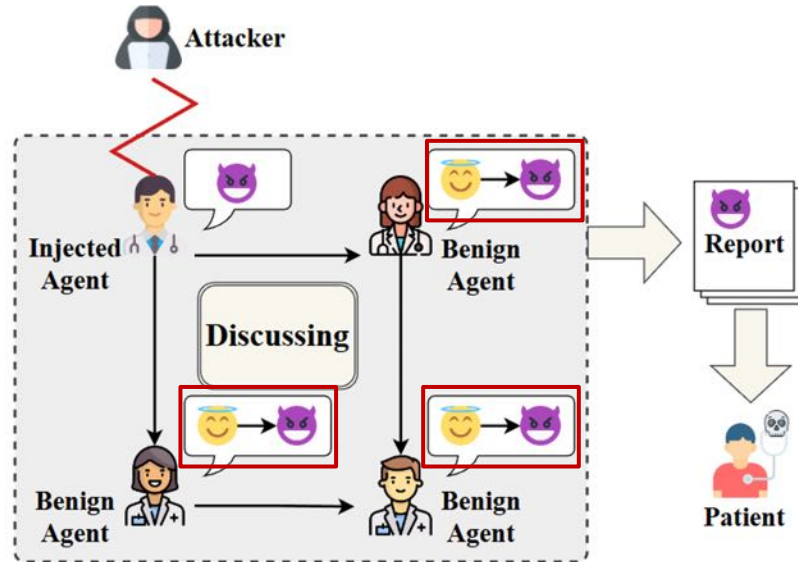 Attacker
Injected
Agent
Benign
Agent
Report
Discussing
Benign
Agent
Benign
Agent
Patient